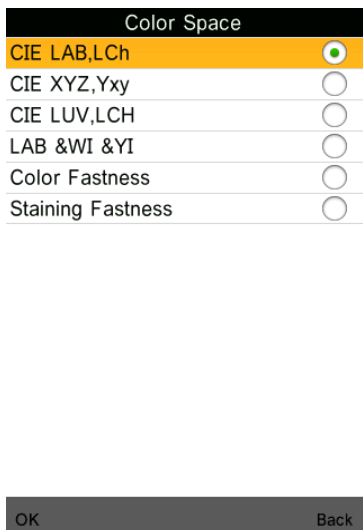 Color Space
CIE LAB,LCh
CIE XYZ,Yxy
CIE LUV,LCH
LAB &WI &YI
Color Fastness
Staining Fastness
OK Back